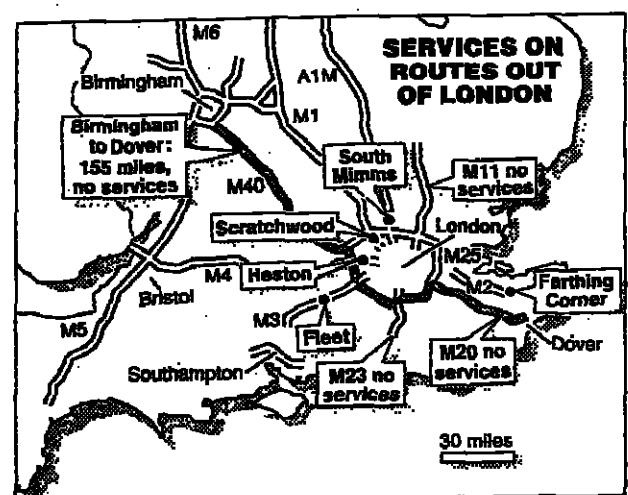 SERVICES ON
ROUTES OUT
OF LONDON
M6
Birmingham
A1M
M1
Birmingham
to Dover:
155 miles,
no services
South
Mimms
M11 no
services
M40
Scratchwood
London
M25
M4
Heston
M2
Farthing
Corner
Bristol
M5
M3
Fleet
Dover
Southampton
M23 no
services
M20 no
services
30 miles